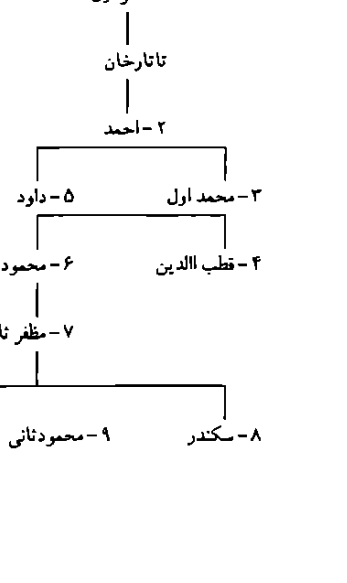 تاتارخان
۲-احمد
۳-محمد اول ۵-داود
۴-قطب االدین ۶-محمود
۷-مظفر
۸-سکندر ۹-محمودثانی